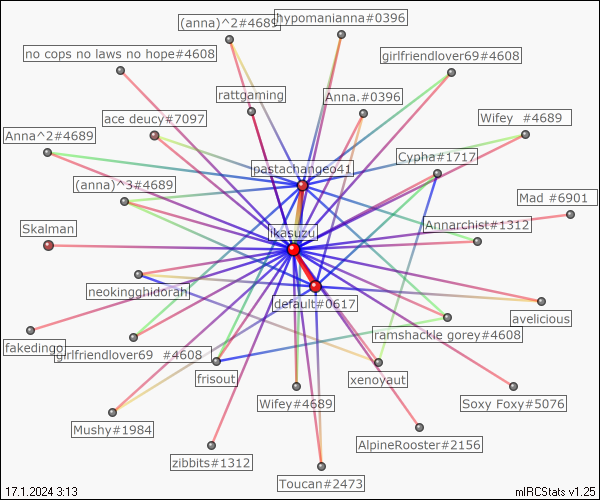 (anna)^2#4689
hypomanianna#0396
no cops no laws no hope#4608
girlfriendlover69#4608
rattgaming
Anna.#0396
ace deucy#7097
Wifey #4689
Anna^2#4689
Cypha#1717
pastachangeo41
(anna)^3#4689
Mad #6901
Skalman
ikasuzu
Annarchist#1312
neokingghidorah
default#0617
avelicious
fakedingo
girlfriendlover69 #4608
ramshackle gorey#4608
frisout
xenoyaut
Wifey#4689
Soxy Foxy#5076
Mushy#1984
AlpineRooster#2156
zibbits#1312
Toucan#2473
17.1.2024 3:13
mIRCStats v1.25